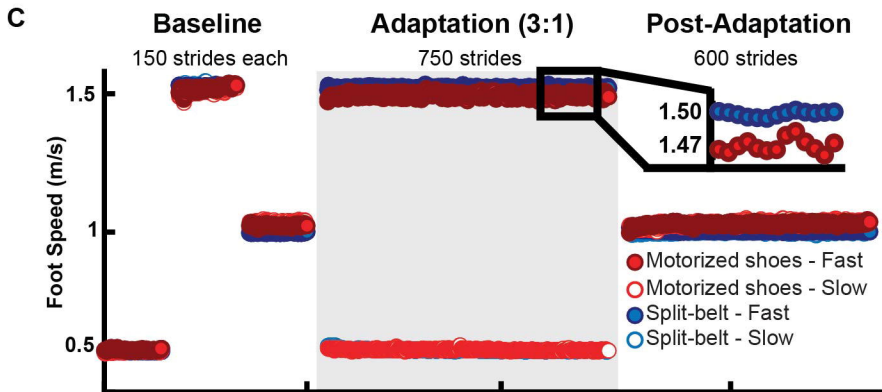 C
Baseline
150 strides each
Adaptation (3:1)
750 strides
Post-Adaptation
600 strides
Foot Speed (m/s)
1.5
1
0.5
1.50
1.47
Motorized shoes - Fast
Motorized shoes - Slow
Split-belt - Fast
Split-belt - Slow